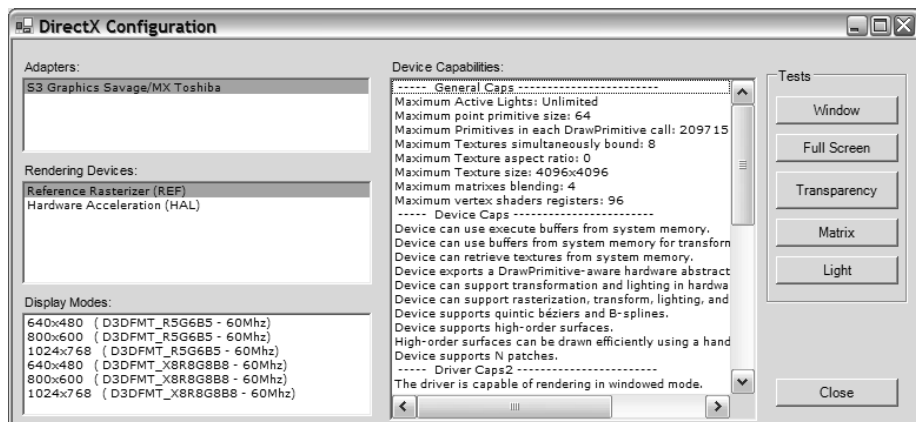 DirectX Configuration
Adapters:
S3 Graphics Savage/MX Toshiba
Rendering Devices:
Reference Rasterizer (REF)
Hardware Acceleration (HAL)
Display Modes:
640x480 ( D3DFMT_R5G6B5 - 60Mhz)
800x600 ( D3DFMT_R5G6B5 - 60Mhz)
1024x768 ( D3DFMT_R5G6B5 - 60Mhz)
640x480 ( D3DFMT_X8R8G8B8 - 60Mhz)
800x600 ( D3DFMT_X8R8G8B8 - 60Mhz)
1024x768 ( D3DFMT_X8R8G8B8 - 60Mhz)
Device Capabilities:
----- General Caps ------------------------
Maximum Active Lights: Unlimited
Maximum point primitive size: 64
Maximum Primitives in each DrawPrimitive call: 209715
Maximum Textures simultaneously bound: 8
Maximum Texture aspect ratio: 0
Maximum Texture size: 4096x4096
Maximum matrixes blending: 4
Maximum vertex shaders registers: 96
----- Device Caps ------------------------
Device can use execute buffers from system memory.
Device can use buffers from system memory for transform
Device can retrieve textures from system memory.
Device exports a DrawPrimitive-aware hardware abstract
Device can support transformation and lighting in hardwa
Device can support rasterization, transform, lighting, and
Device supports quintic béziers and B-splines.
Device supports high-order surfaces.
High-order surfaces can be drawn efficiently using a hand
Device supports N patches.
----- Driver Caps2 ------------------------
The driver is capable of rendering in windowed mode.
Tests
Window
Full Screen
Transparency
Matrix
Light
Close